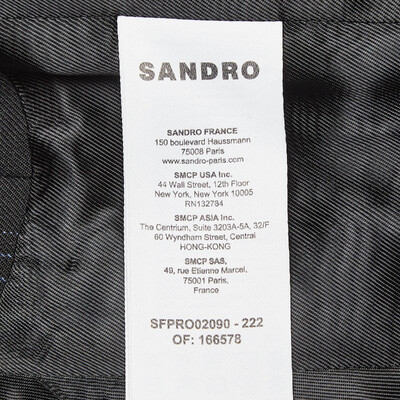 SANDRO
SANDRO FRANCE
150 boulevard Haussmann
75008 Paris
www.sandro-paris.com
SMCP USA Inc.
44 Wall Street, 12th Floor
New York, New York 10005
RN132784
SMCP ASIA Inc.
The Centrium, Suite 3203A-5A, 32/F
60 Wyndham Street, Central
HONG-KONG
SMCP SAS,
49, rue Etienne Marcel,
75001 Paris,
France
SFPRO02090 - 222
OF: 166578